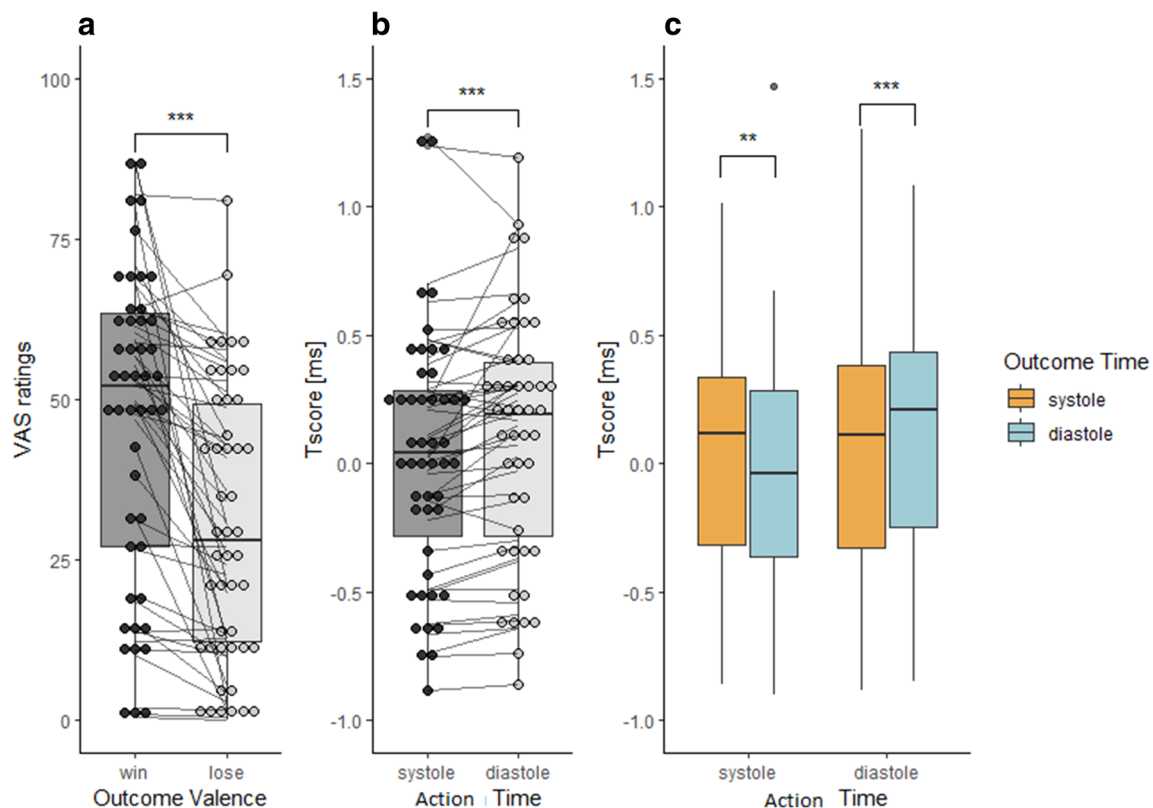 a
b
c
100
75
50
25
0
VAS ratings
***
win
lose
Outcome Valence
1.5
1.0
0.5
0.0
-0.5
-1.0
Tscore [ms]
***
systole
diastole
Action Time
1.5
1.0
0.5
0.0
-0.5
-1.0
Tscore [ms]
**
***
systole
diastole
Action Time
Outcome Time
systole
diastole